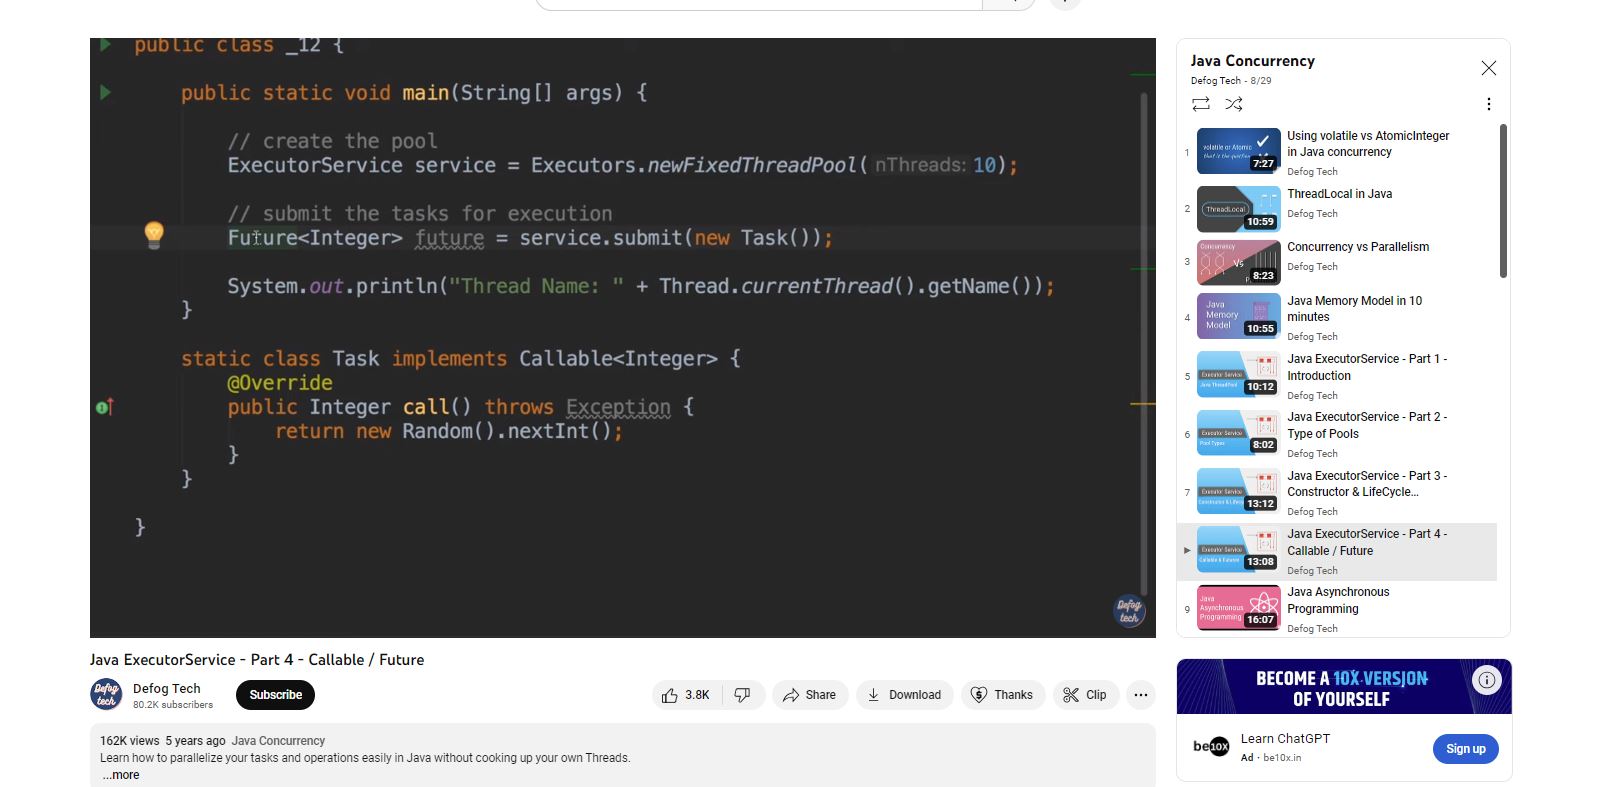 public class _12 {
public static void main(String[] args) {
// create the pool
ExecutorService service = Executors.newFixedThreadPool( nThreads: 10);
// submit the tasks for execution
Future<Integer> future = service.submit(new Task());
System.out.println("Thread Name: " + Thread.currentThread().getName());
}
static class Task implements Callable<Integer> {
@Override
public Integer call() throws Exception {
return new Random().nextInt();
}
}
}
Defog
tech
Java ExecutorService - Part 4 - Callable / Future
Defog
tech
Defog Tech
80.2K subscribers
Subscribe
3.8K
Share
Download
Thanks
Clip
162K views 5 years ago Java Concurrency
Learn how to parallelize your tasks and operations easily in Java without cooking up your own Threads.
...more
Java Concurrency
Defog Tech - 8/29
1
volatile or Atomic
that is the question
7:27
Using volatile vs AtomicInteger
in Java concurrency
Defog Tech
2
ThreadLocal
10:59
ThreadLocal in Java
Defog Tech
3
Concurrency
Vs
8:23
Concurrency vs Parallelism
Defog Tech
4
Java
Memory
Model
10:55
Java Memory Model in 10
minutes
Defog Tech
5
Executor Service
Java ThreadPool
10:12
Java ExecutorService - Part 1 -
Introduction
Defog Tech
6
Executor Service
Pool Types
8:02
Java ExecutorService - Part 2 -
Type of Pools
Defog Tech
7
Executor Service
13:12
Java ExecutorService - Part 3 -
Constructor & LifeCycle...
Defog Tech
Executor Service
Callable & Futures
13:08
Java ExecutorService - Part 4 -
Callable / Future
Defog Tech
9
Java
Asynchronous
Programming
16:07
Java Asynchronous
Programming
Defog Tech
BECOME A 10X VERSION
OF YOURSELF
be10X
Learn ChatGPT
Ad · be10x.in
Sign up